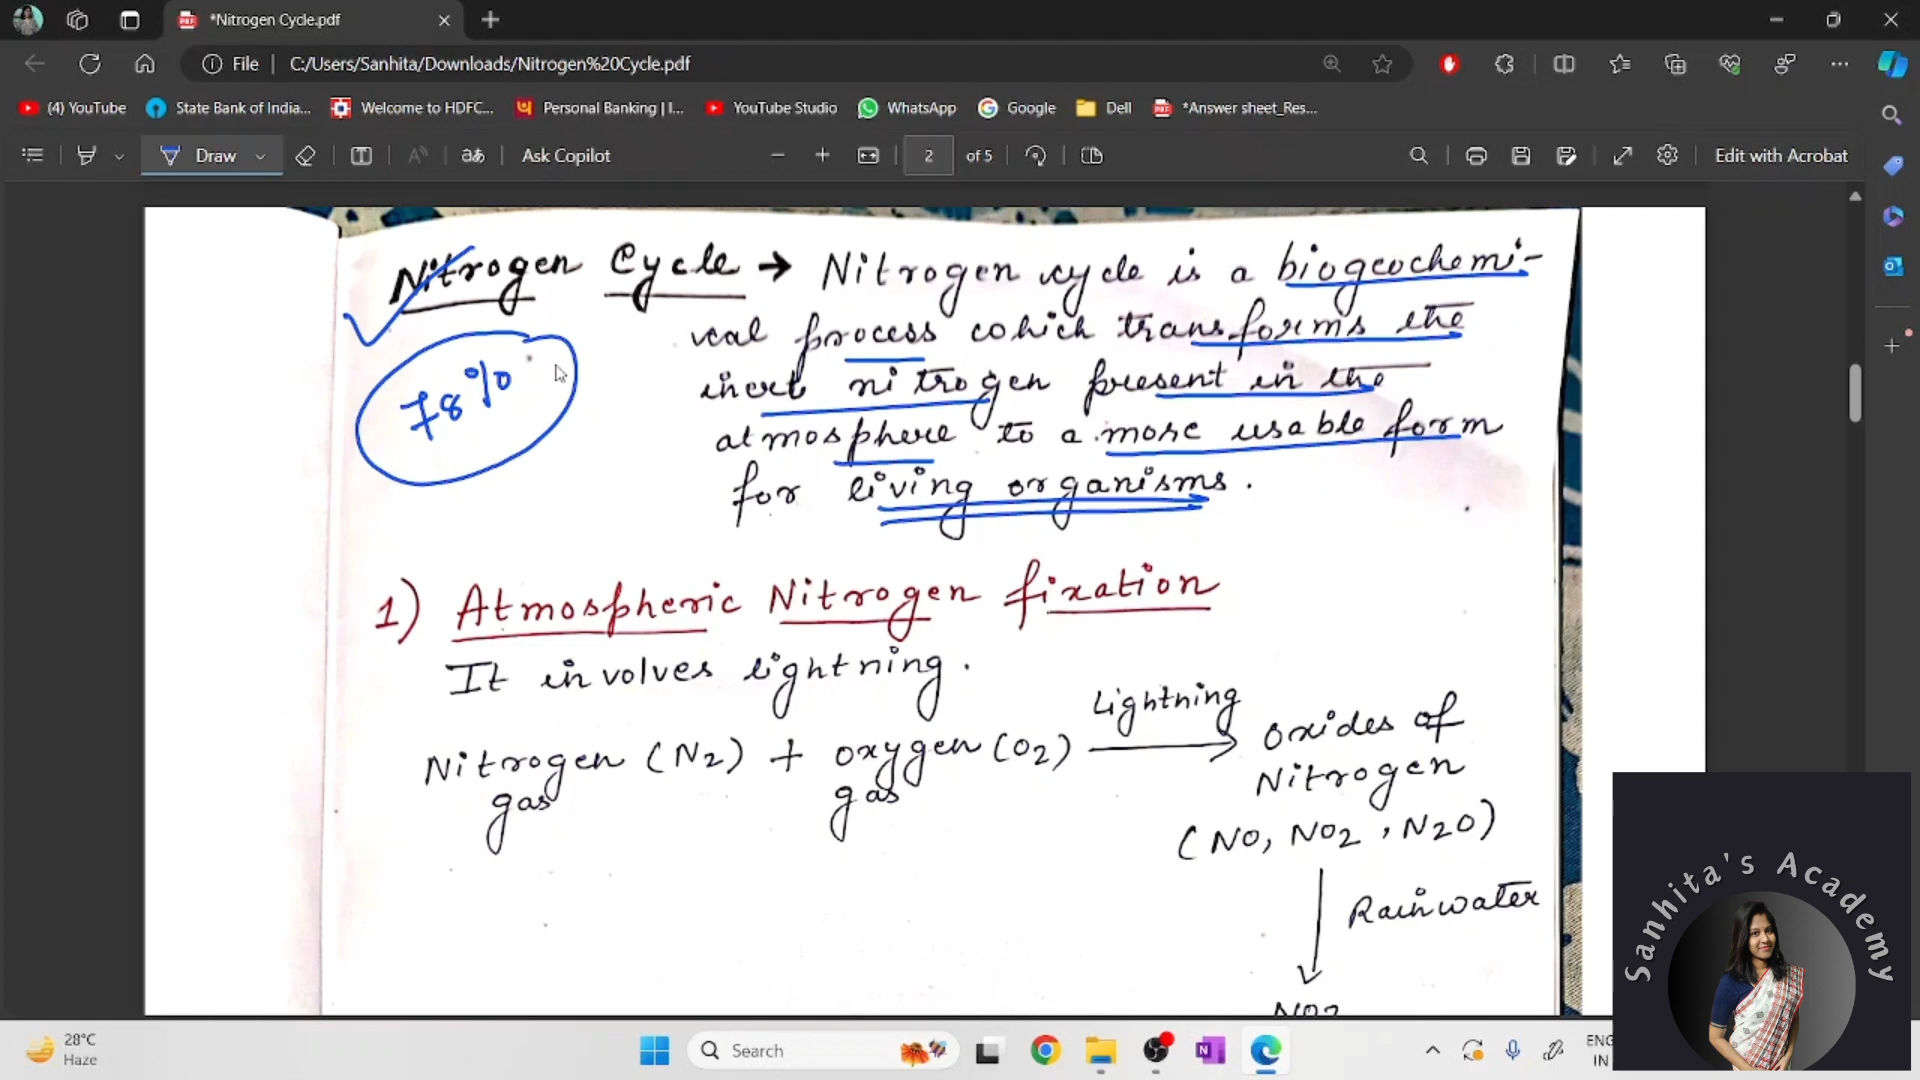 *Nitrogen Cycle.pdf
File
C:/Users/Sanhita/Downloads/Nitrogen%20Cycle.pdf
(4) YouTube
State Bank of India...
Welcome to HDFC...
Personal Banking | I...
YouTube Studio
WhatsApp
Google
Dell
*Answer sheet_Res...
Draw
Ask Copilot
2
of 5
Edit with Acrobat
Nitrogen Cycle → Nitrogen cycle is a biogeochemi-
cal process which transforms the
inert nitrogen present in the
atmosphere to a more usable form
for living organisms.
78%
1) Atmospheric Nitrogen fixation
It involves lightning.
Nitrogen (N2) + oxygen (O2)
gas
gas
Lightning
oxides of
Nitrogen
(NO, NO2, N2O)
Rainwater
NO2
Sanhita's Academy
28°C
Haze
Search
ENG
IN